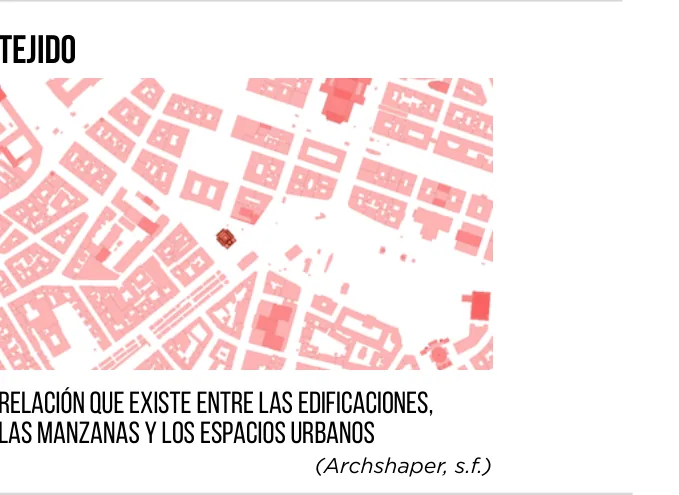 TEJIDO
RELACIÓN QUE EXISTE ENTRE LAS EDIFICACIONES,
LAS MANZANAS Y LOS ESPACIOS URBANOS
(Archshaper, s.f.)